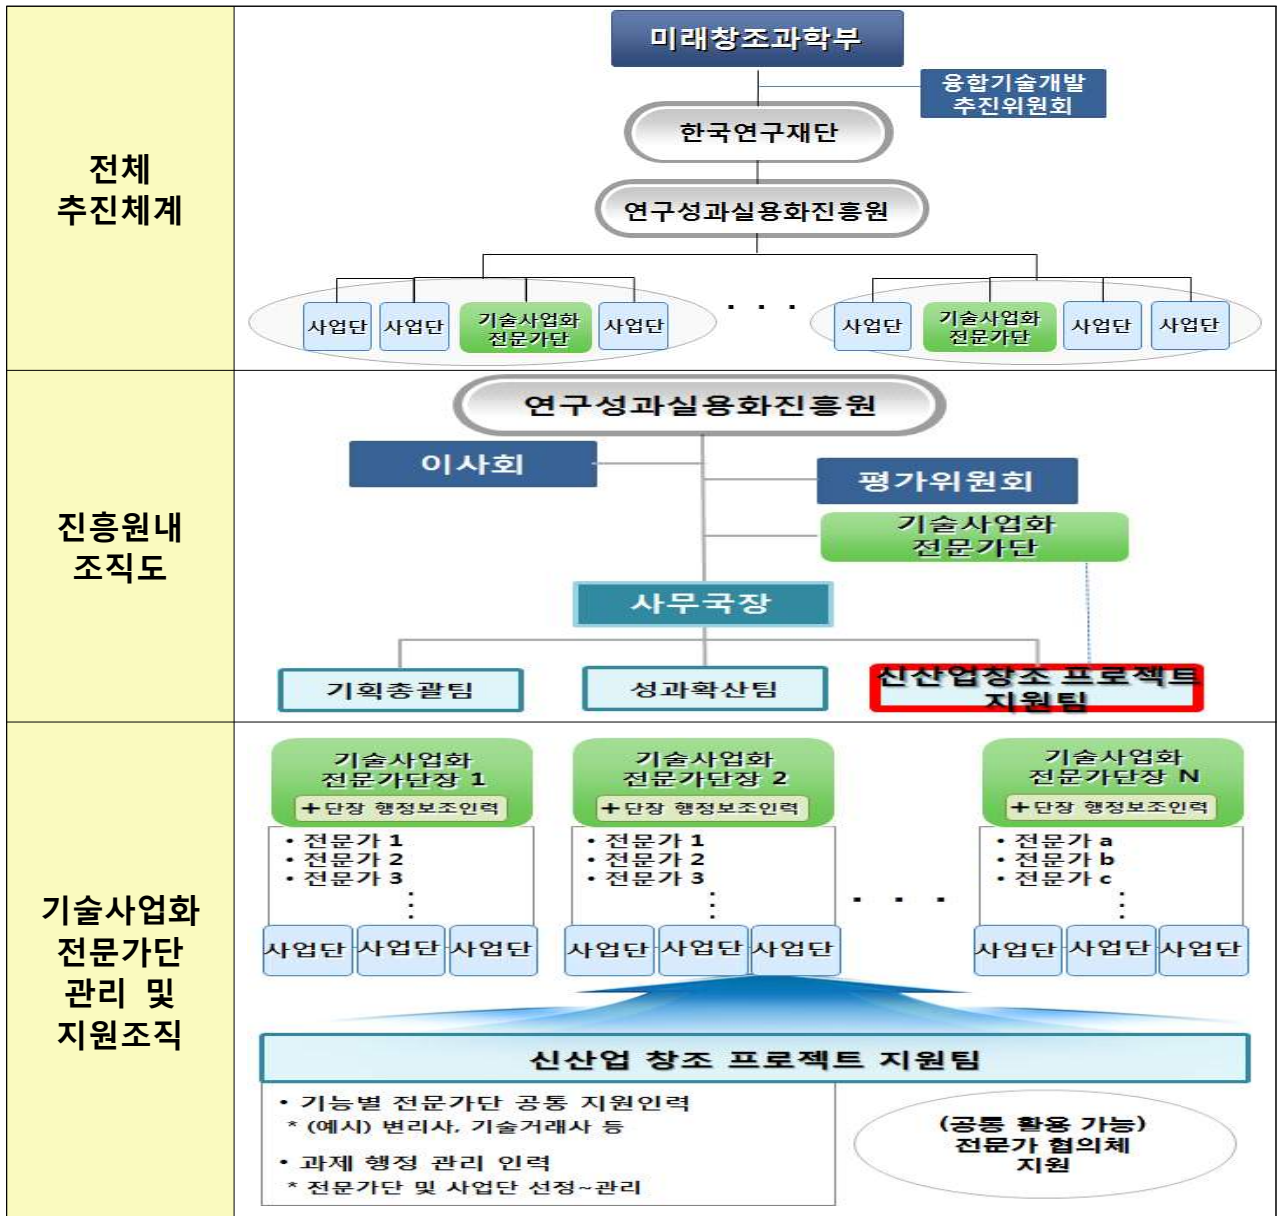 전체
추진체계
미래창조과학부
융합기술개발
추진위원회
한국연구재단
연구성과실용화진흥원
사업단
사업단
기술사업화
전문가단
사업단
. . .
사업단
기술사업화
전문가단
사업단
사업단
진흥원내
조직도
연구성과실용화진흥원
이사회
평가위원회
기술사업화
전문가단
사무국장
기획총괄팀
성과확산팀
신산업창조 프로젝트
지원팀
기술사업화
전문가단
관리 및
지원조직
기술사업화
전문가단장 1
+단장 행정보조인력
• 전문가 1
• 전문가 2
• 전문가 3
⋮
사업단 사업단 사업단
기술사업화
전문가단장 2
+단장 행정보조인력
• 전문가 1
• 전문가 2
• 전문가 3
⋮
사업단 사업단 사업단
. . .
기술사업화
전문가단장 N
+단장 행정보조인력
• 전문가 a
• 전문가 b
• 전문가 c
⋮
사업단 사업단 사업단
신산업 창조 프로젝트 지원팀
• 기능별 전문가단 공통 지원인력
* (예시) 변리사, 기술거래사 등
• 과제 행정 관리 인력
* 전문가단 및 사업단 선정~관리
(공통 활용 가능)
전문가 협의체
지원